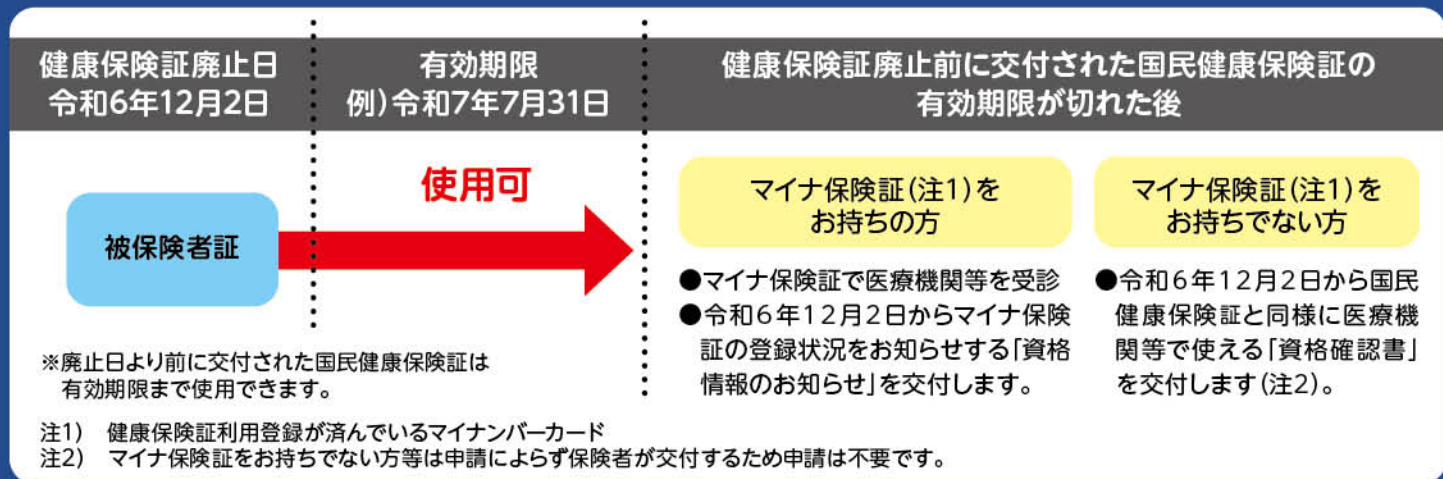 健康保険証廃止日
令和6年12月2日
有効期限
例)令和7年7月31日
健康保険証廃止前に交付された国民健康保険証の
有効期限が切れた後
被保険者証
使用可
※廃止日より前に交付された国民健康保険証は
有効期限まで使用できます。
マイナ保険証(注1)を
お持ちの方
●マイナ保険証で医療機関等を受診
●令和6年12月2日からマイナ保険
証の登録状況をお知らせする「資格
情報のお知らせ」を交付します。
マイナ保険証(注1)を
お持ちでない方
●令和6年12月2日から国民
健康保険証と同様に医療機
関等で使える「資格確認書」
を交付します(注2)。
注1) 健康保険証利用登録が済んでいるマイナンバーカード
注2) マイナ保険証をお持ちでない方等は申請によらず保険者が交付するため申請は不要です。